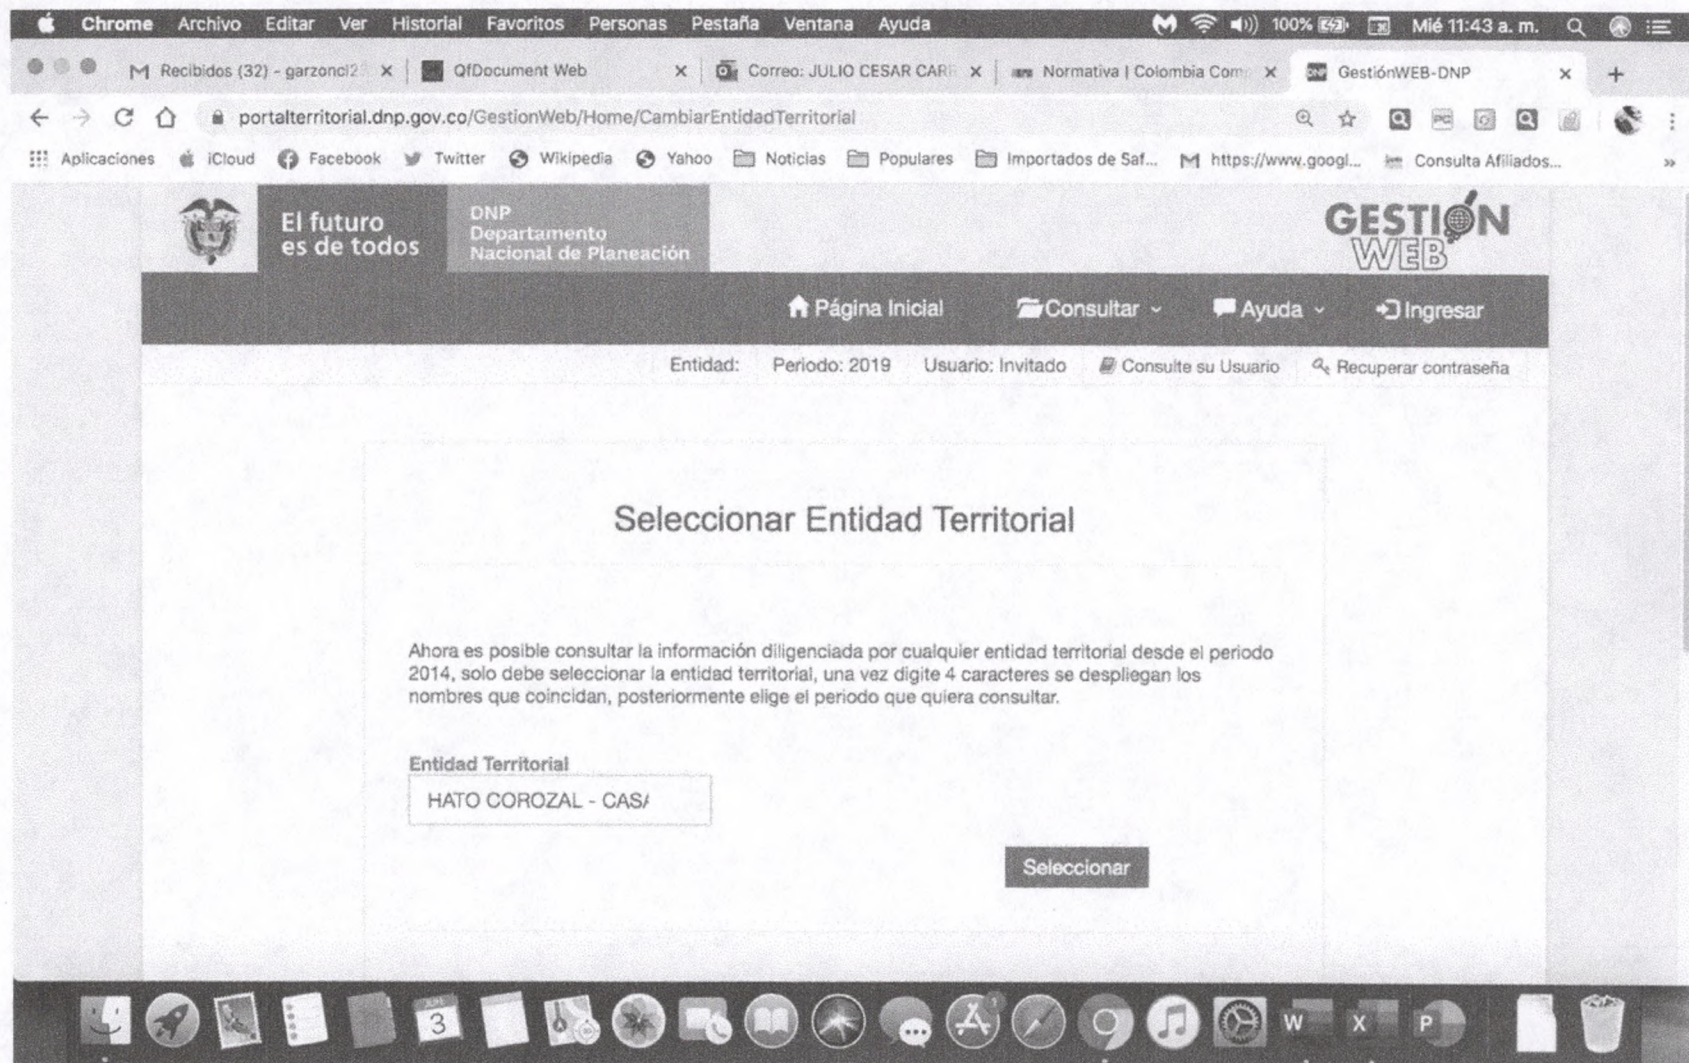 Chrome Archivo Editar Ver Historial Favoritos Personas Pestaña Ventana Ayuda 100% Mié 11:43 a. m.
Recibidos (32) - garzoncl2 QfDocument Web Correo: JULIO CESAR CARR Normativa | Colombia Com GestiónWEB-DNP
portalterritorial.dnp.gov.co/GestionWeb/Home/CambiarEntidadTerritorial
Aplicaciones iCloud Facebook Twitter Wikipedia Yahoo Noticias Populares Importados de Saf... https://www.googl... Consulta Afiliados... »
El futuro
es de todos
DNP
Departamento
Nacional de Planeación
GESTIÓN
WEB
Página Inicial Consultar Ayuda Ingresar
Entidad: Periodo: 2019 Usuario: Invitado Consulte su Usuario Recuperar contraseña
Seleccionar Entidad Territorial
Ahora es posible consultar la información diligenciada por cualquier entidad territorial desde el periodo
2014, solo debe seleccionar la entidad territorial, una vez digite 4 caracteres se despliegan los
nombres que coincidan, posteriormente elige el periodo que quiera consultar.
Entidad Territorial
HATO COROZAL - CASA
Seleccionar
JUN. 3 W X P